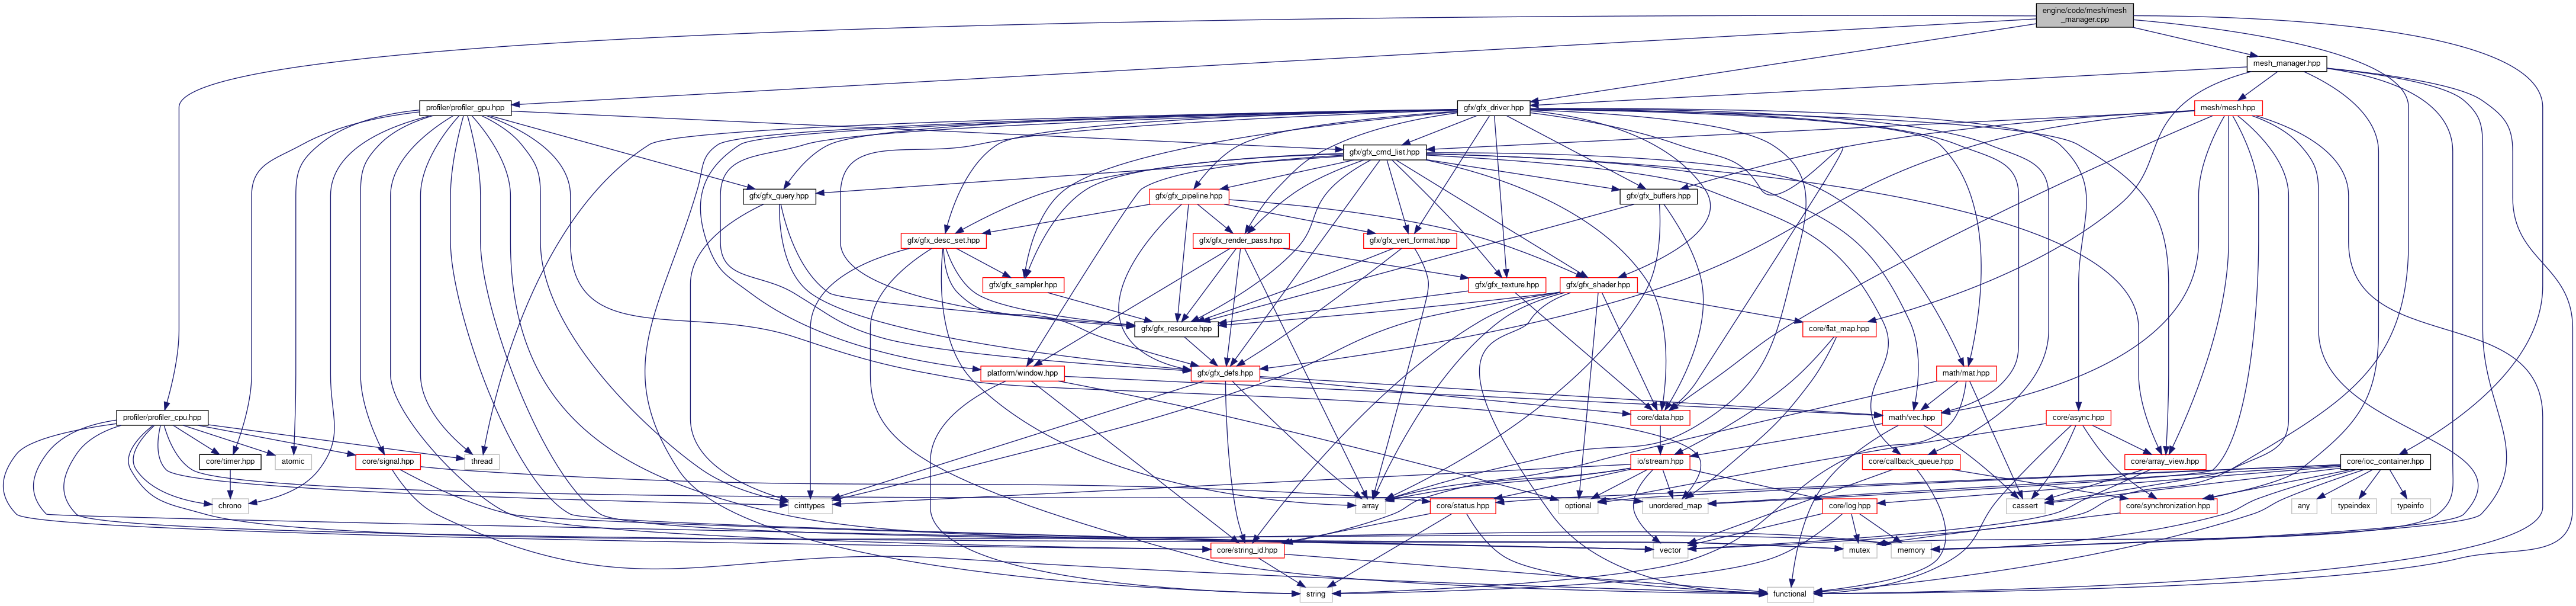 engine/code/mesh/mesh
_manager.cpp
mesh_manager.hpp
profiler/profiler_gpu.hpp
gfx/gfx_driver.hpp
mesh/mesh.hpp
gfx/gfx_cmd_list.hpp
gfx/gfx_query.hpp
gfx/gfx_pipeline.hpp
gfx/gfx_buffers.hpp
gfx/gfx_desc_set.hpp
gfx/gfx_render_pass.hpp
gfx/gfx_vert_format.hpp
gfx/gfx_sampler.hpp
gfx/gfx_texture.hpp
gfx/gfx_shader.hpp
gfx/gfx_resource.hpp
core/flat_map.hpp
platform/window.hpp
gfx/gfx_defs.hpp
math/mat.hpp
profiler/profiler_cpu.hpp
core/data.hpp
math/vec.hpp
core/async.hpp
core/timer.hpp
atomic
core/signal.hpp
thread
io/stream.hpp
core/callback_queue.hpp
core/array_view.hpp
core/ioc_container.hpp
chrono
cinttypes
array
core/status.hpp
optional
unordered_map
core/log.hpp
cassert
core/synchronization.hpp
any
typeindex
typeinfo
core/string_id.hpp
vector
mutex
memory
string
functional